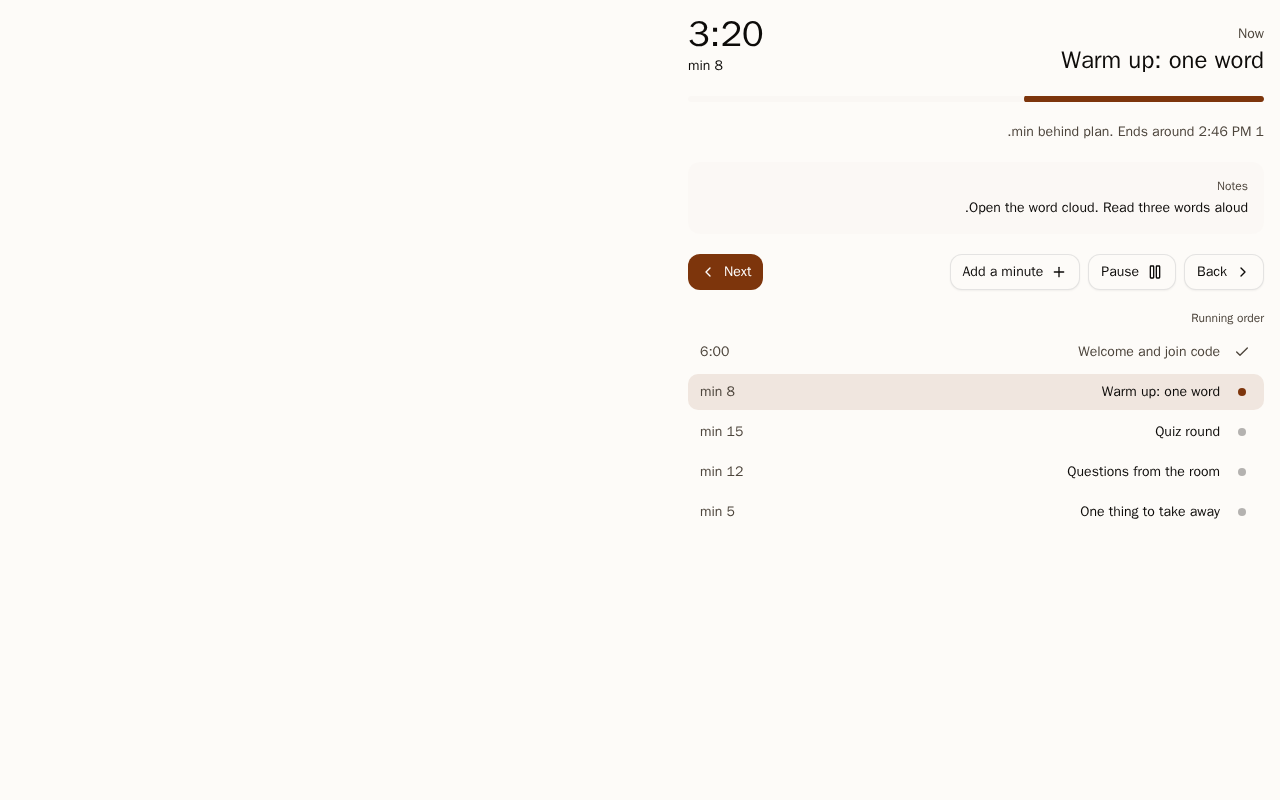 Now
Warm up: one word
3:20
min 8
.min behind plan. Ends around 2:46 PM 1
Notes
.Open the word cloud. Read three words aloud
Back
Pause
Add a minute
Next
Running order
Welcome and join code
6:00
Warm up: one word
min 8
Quiz round
min 15
Questions from the room
min 12
One thing to take away
min 5